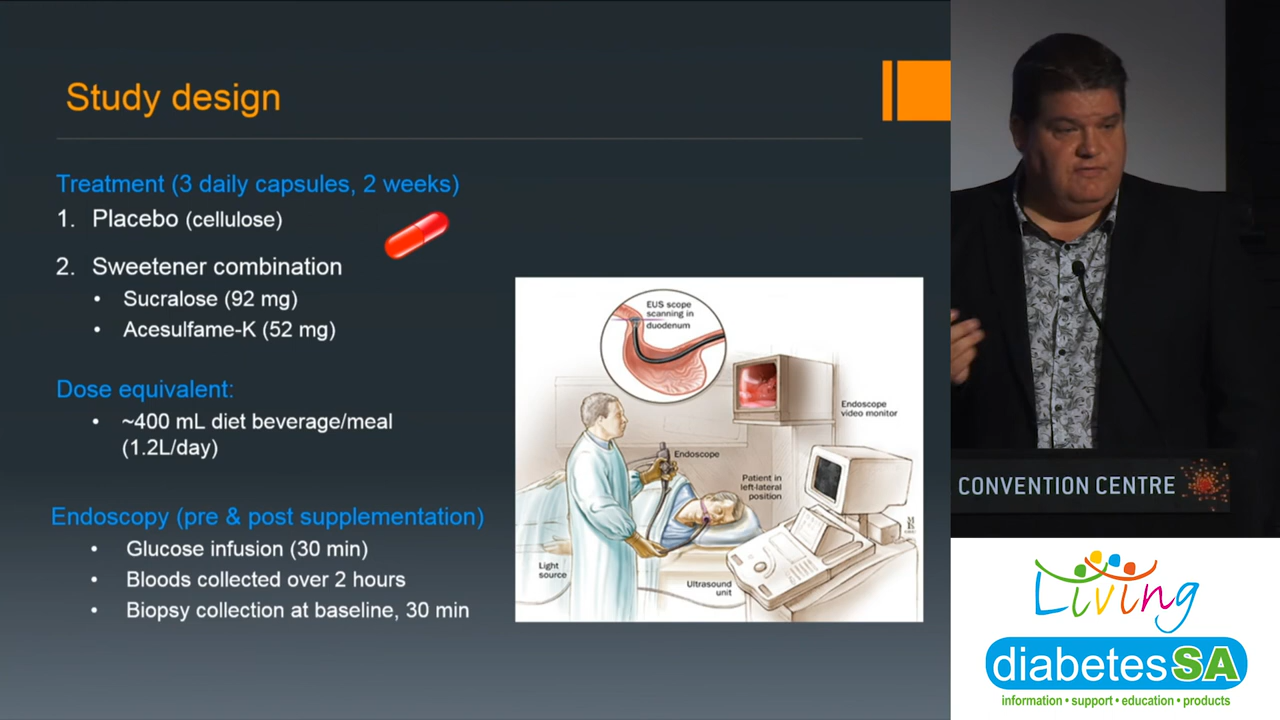 Study design
Treatment (3 daily capsules, 2 weeks)
1. Placebo (cellulose)
2. Sweetener combination
• Sucralose (92 mg)
• Acesulfame-K (52 mg)
Dose equivalent:
• ~400 mL diet beverage/meal
(1.2L/day)
Endoscopy (pre & post supplementation)
• Glucose infusion (30 min)
• Bloods collected over 2 hours
• Biopsy collection at baseline, 30 min
EUS scope
scanning in
duodenum
Endoscope
video monitor
Endoscope
Patient in
left-lateral
position
Light
source
Ultrasound
unit
CONVENTION CENTRE
Living
diabetesSA
information • support • education • products